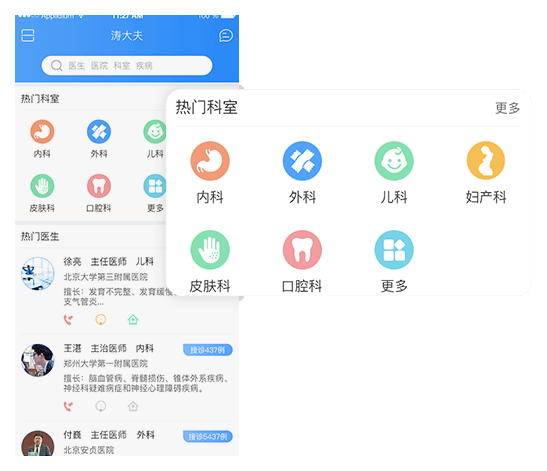 ●●●○○ Applidium
11:27 AM
100 %
涛大夫
医生 医院 科室 疾病
热门科室
内科 外科 儿科
皮肤科 口腔科 更多
热门科室 更多
内科 外科 儿科 妇产科
皮肤科 口腔科 更多
热门医生
徐亮 主任医师 儿科
北京大学第三附属医院
擅长：发育不完整、发育缓慢
支气管炎...
王湛 主治医师 内科 接诊437例
郑州大学第一附属医院
擅长：脑血管病、脊髓损伤、锥体外系疾病、
神经科疑难病症和神经心理障碍疾病。
付巍 主任医师 外科 接诊5437例
北京安贞医院